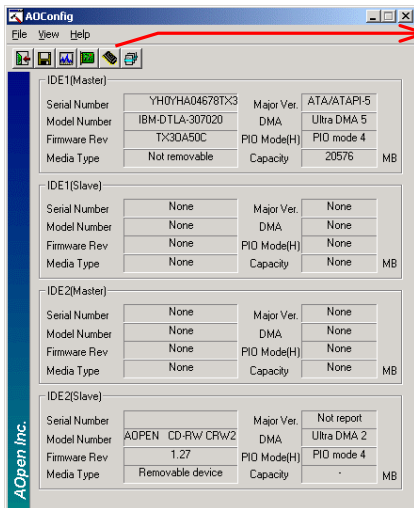 AOConfig
File View Help
IDE1(Master)
Serial Number YH0YHA04678TX3 Major Ver. ATA/ATAPI-5
Model Number IBM-DTLA-307020 DMA Ultra DMA 5
Firmware Rev TX3OA50C PIO Mode(H) PIO mode 4
Media Type Not removable Capacity 20576 MB
IDE1(Slave)
Serial Number None Major Ver. None
Model Number None DMA None
Firmware Rev None PIO Mode(H) None
Media Type None Capacity None MB
IDE2(Master)
Serial Number None Major Ver. None
Model Number None DMA None
Firmware Rev None PIO Mode(H) None
Media Type None Capacity None MB
IDE2(Slave)
Serial Number Major Ver. Not report
Model Number AOPEN CD-RW CRW2 DMA Ultra DMA 2
Firmware Rev 1.27 PIO Mode(H) PIO mode 4
Media Type Removable device Capacity - MB
AOpen Inc.